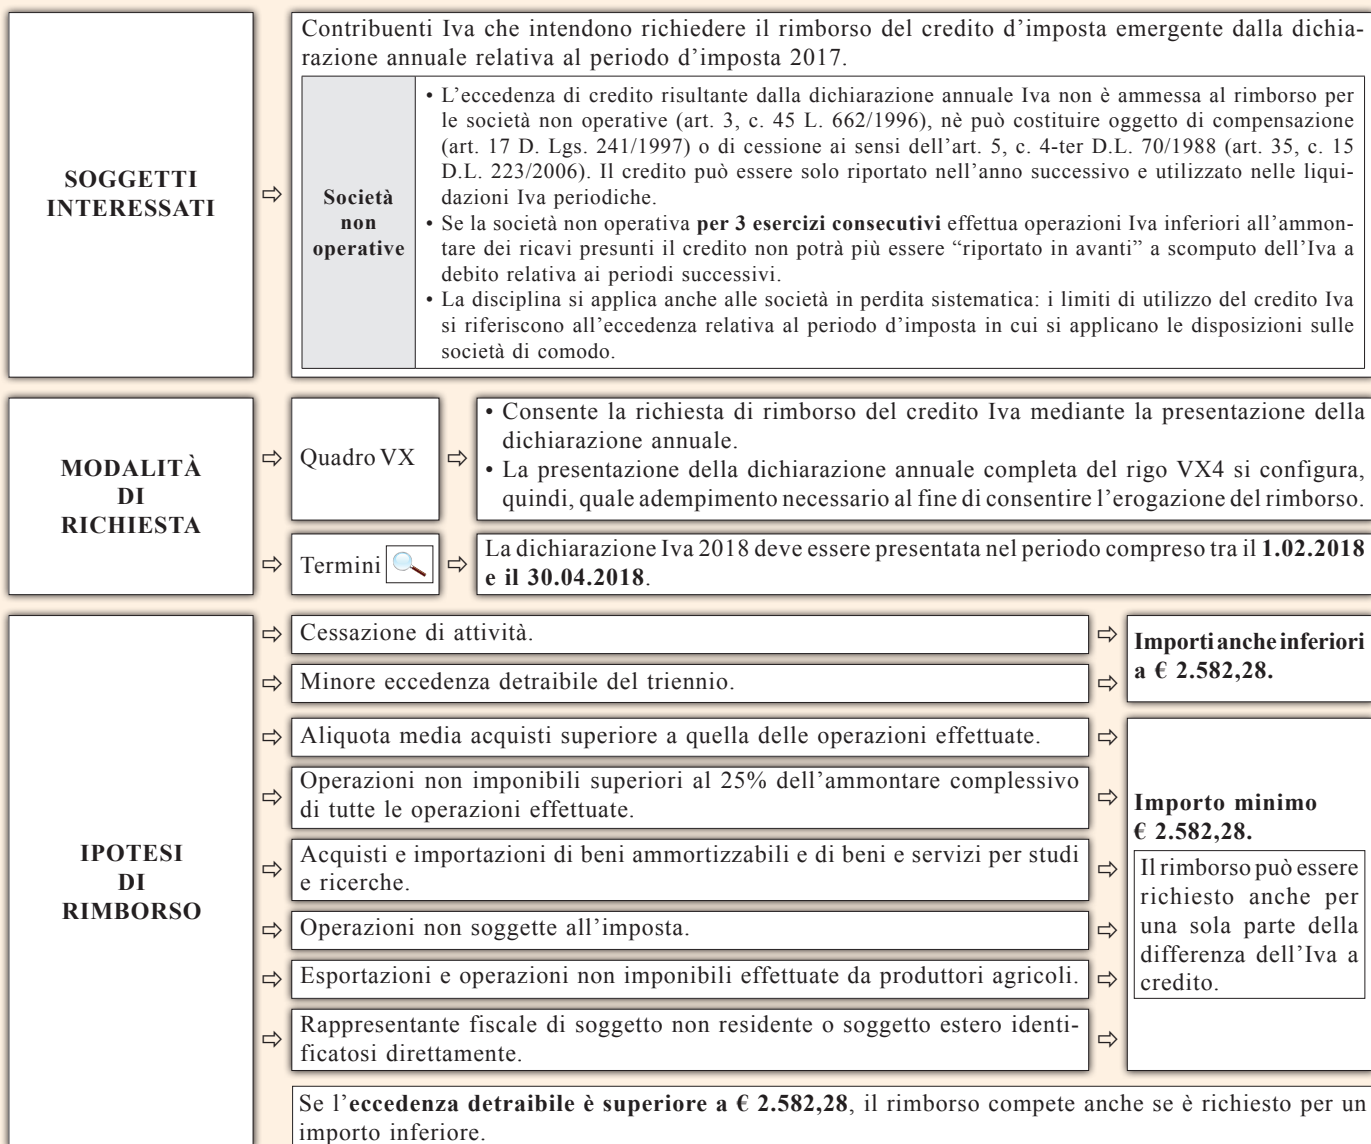 SOGGETTI
INTERESSATI
Contribuenti Iva che intendono richiedere il rimborso del credito d’imposta emergente dalla dichia-
razione annuale relativa al periodo d’imposta 2017.
Società
non
operative
• L’eccedenza di credito risultante dalla dichiarazione annuale Iva non è ammessa al rimborso per
le società non operative (art. 3, c. 45 L. 662/1996), nè può costituire oggetto di compensazione
(art. 17 D. Lgs. 241/1997) o di cessione ai sensi dell’art. 5, c. 4-ter D.L. 70/1988 (art. 35, c. 15
D.L. 223/2006). Il credito può essere solo riportato nell’anno successivo e utilizzato nelle liqui-
dazioni Iva periodiche.
• Se la società non operativa per 3 esercizi consecutivi effettua operazioni Iva inferiori all’ammon-
tare dei ricavi presunti il credito non potrà più essere “riportato in avanti” a scomputo dell’Iva a
debito relativa ai periodi successivi.
• La disciplina si applica anche alle società in perdita sistematica: i limiti di utilizzo del credito Iva
si riferiscono all’eccedenza relativa al periodo d’imposta in cui si applicano le disposizioni sulle
società di comodo.
MODALITÀ
DI
RICHIESTA
Quadro VX
• Consente la richiesta di rimborso del credito Iva mediante la presentazione della
dichiarazione annuale.
• La presentazione della dichiarazione annuale completa del rigo VX4 si configura,
quindi, quale adempimento necessario al fine di consentire l’erogazione del rimborso.
Termini
La dichiarazione Iva 2018 deve essere presentata nel periodo compreso tra il 1.02.2018
e il 30.04.2018.
IPOTESI
DI
RIMBORSO
Cessazione di attività.
Minore eccedenza detraibile del triennio.
Importi anche inferiori
a € 2.582,28.
Aliquota media acquisti superiore a quella delle operazioni effettuate.
Operazioni non imponibili superiori al 25% dell’ammontare complessivo
di tutte le operazioni effettuate.
Acquisti e importazioni di beni ammortizzabili e di beni e servizi per studi
e ricerche.
Operazioni non soggette all’imposta.
Esportazioni e operazioni non imponibili effettuate da produttori agricoli.
Rappresentante fiscale di soggetto non residente o soggetto estero identi-
ficatosi direttamente.
Importo minimo
€ 2.582,28.
Il rimborso può essere
richiesto anche per
una sola parte della
differenza dell’Iva a
credito.
Se l’eccedenza detraibile è superiore a € 2.582,28, il rimborso compete anche se è richiesto per un
importo inferiore.